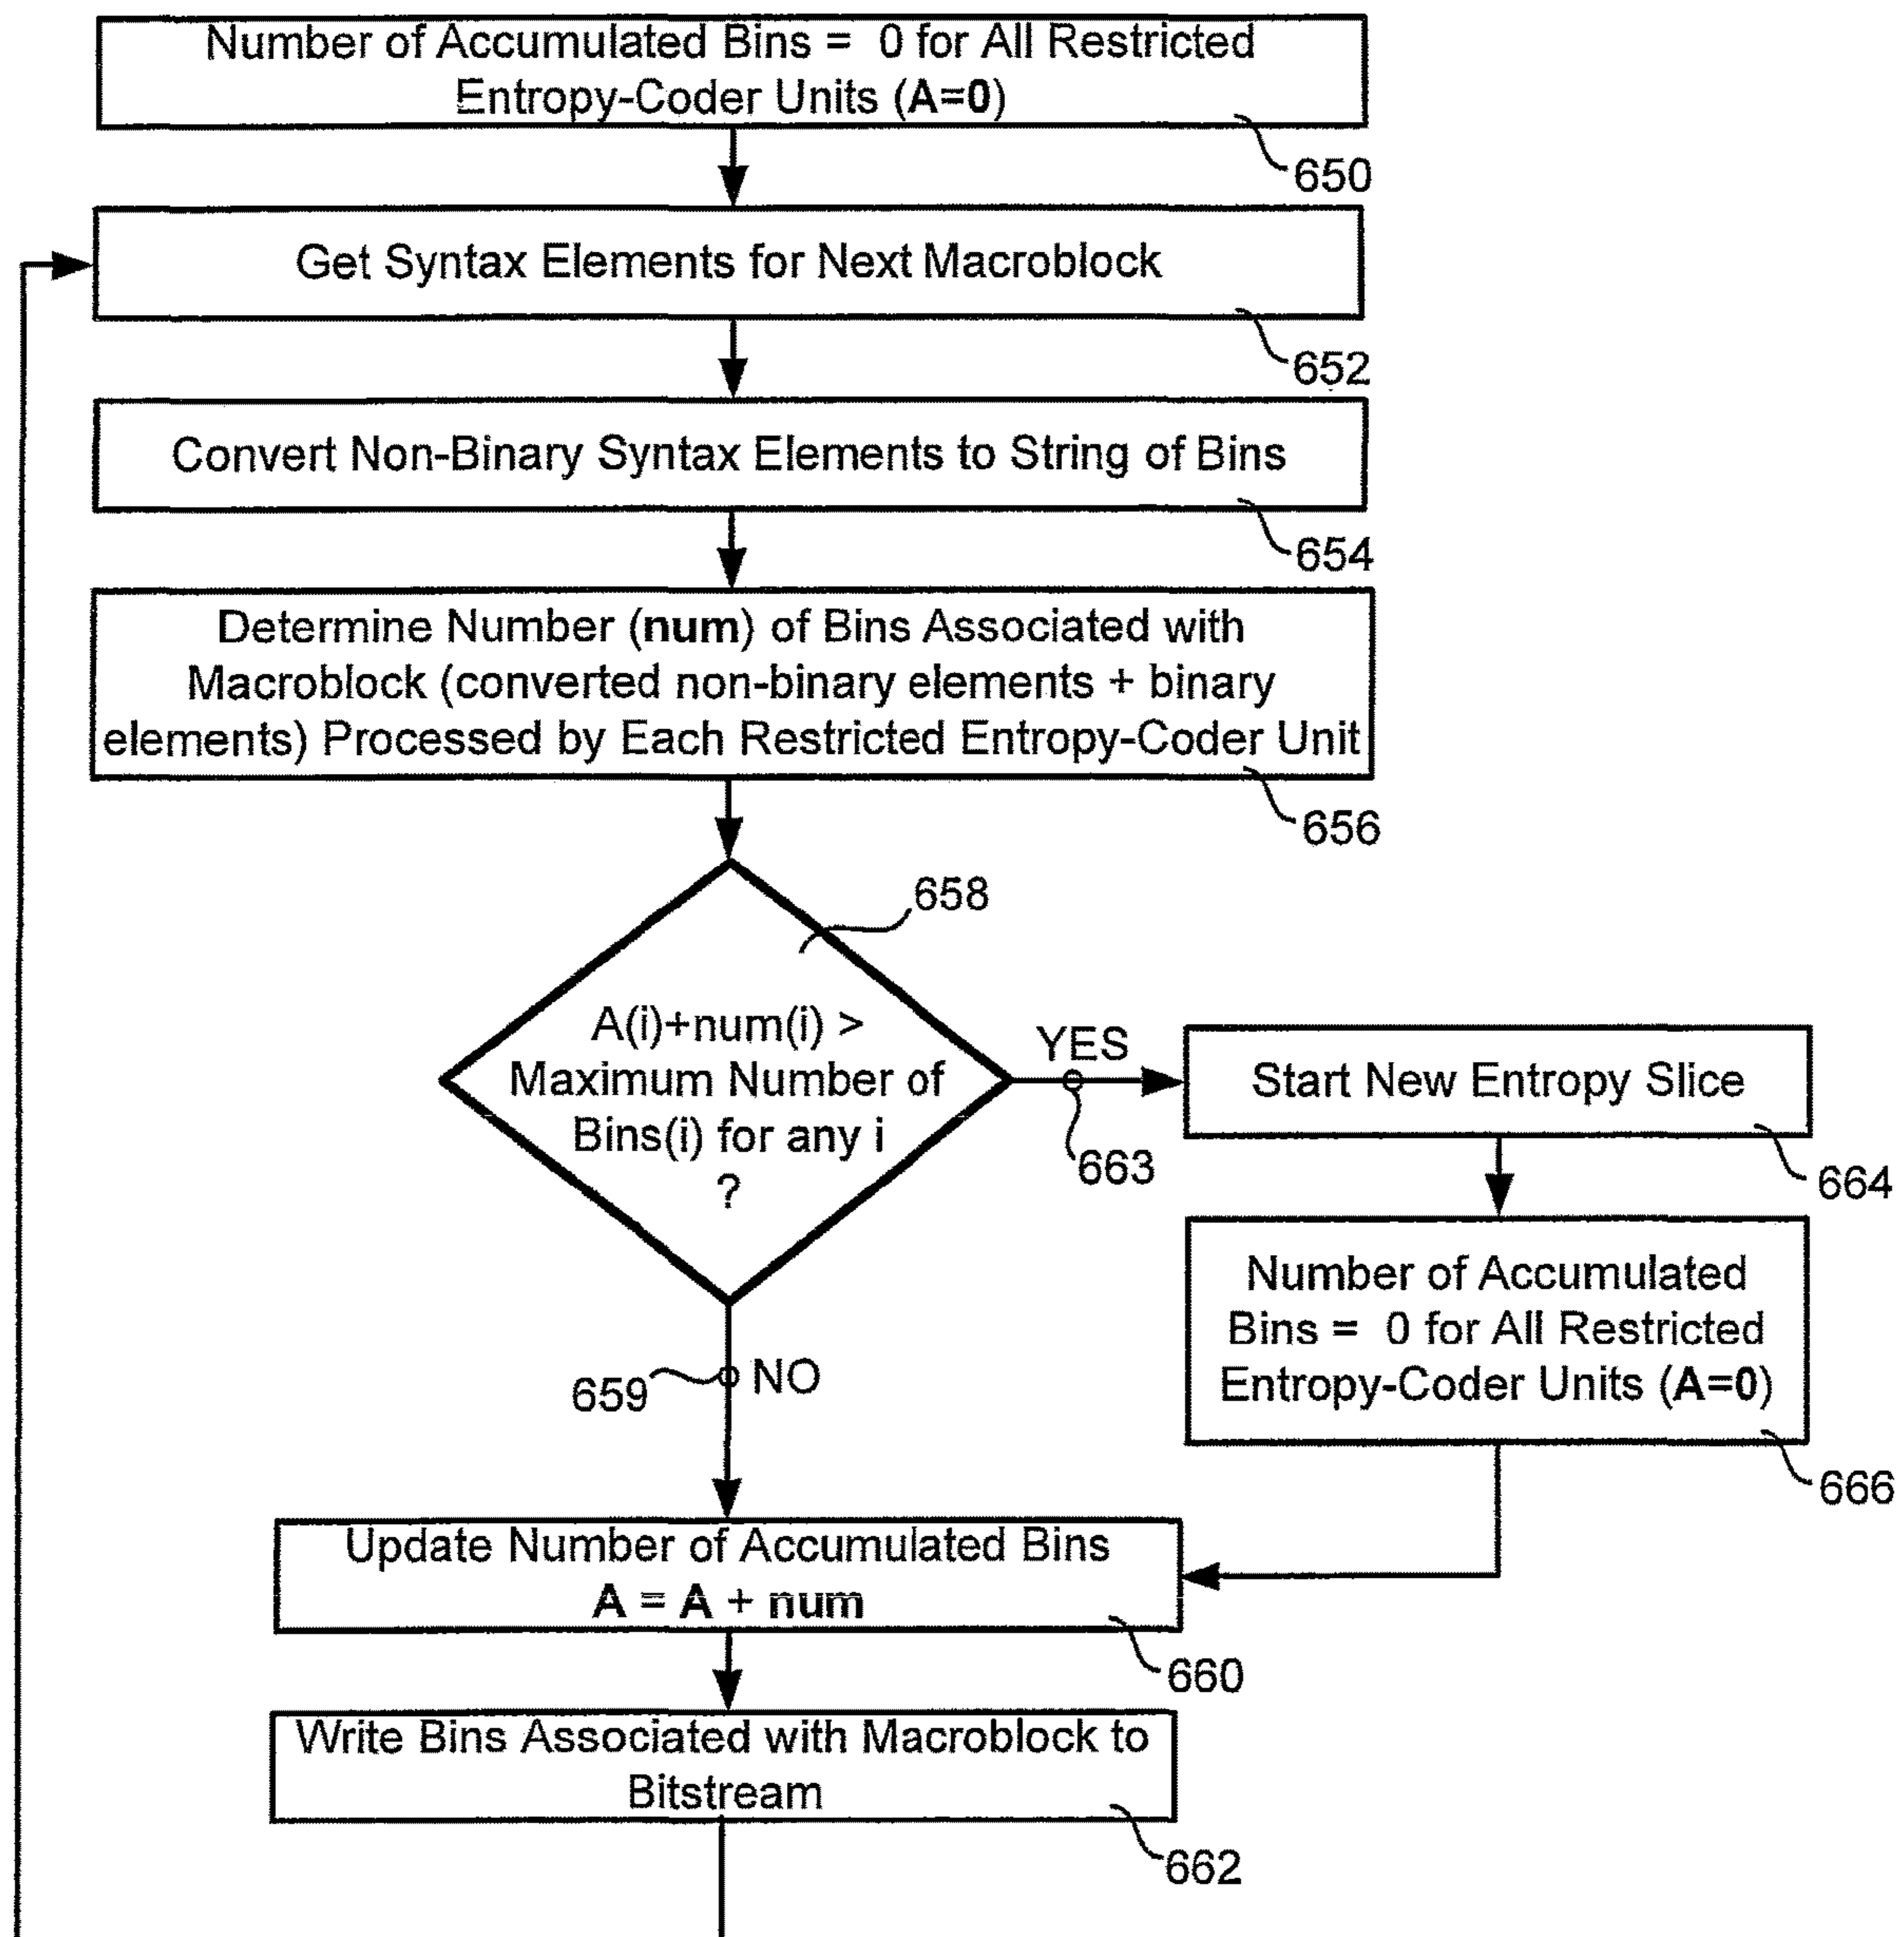 Number of Accumulated Bins = 0 for All Restricted
Entropy-Coder Units (A=0)
650
Get Syntax Elements for Next Macroblock
652
Convert Non-Binary Syntax Elements to String of Bins
654
Determine Number (num) of Bins Associated with
Macroblock (converted non-binary elements + binary
elements) Processed by Each Restricted Entropy-Coder Unit
656
658
A(i)+num(i) >
Maximum Number of
Bins(i) for any i
?
YES
663
Start New Entropy Slice
664
Number of Accumulated
Bins = 0 for All Restricted
Entropy-Coder Units (A=0)
666
659
NO
Update Number of Accumulated Bins
A = A + num
660
Write Bins Associated with Macroblock to
Bitstream
662